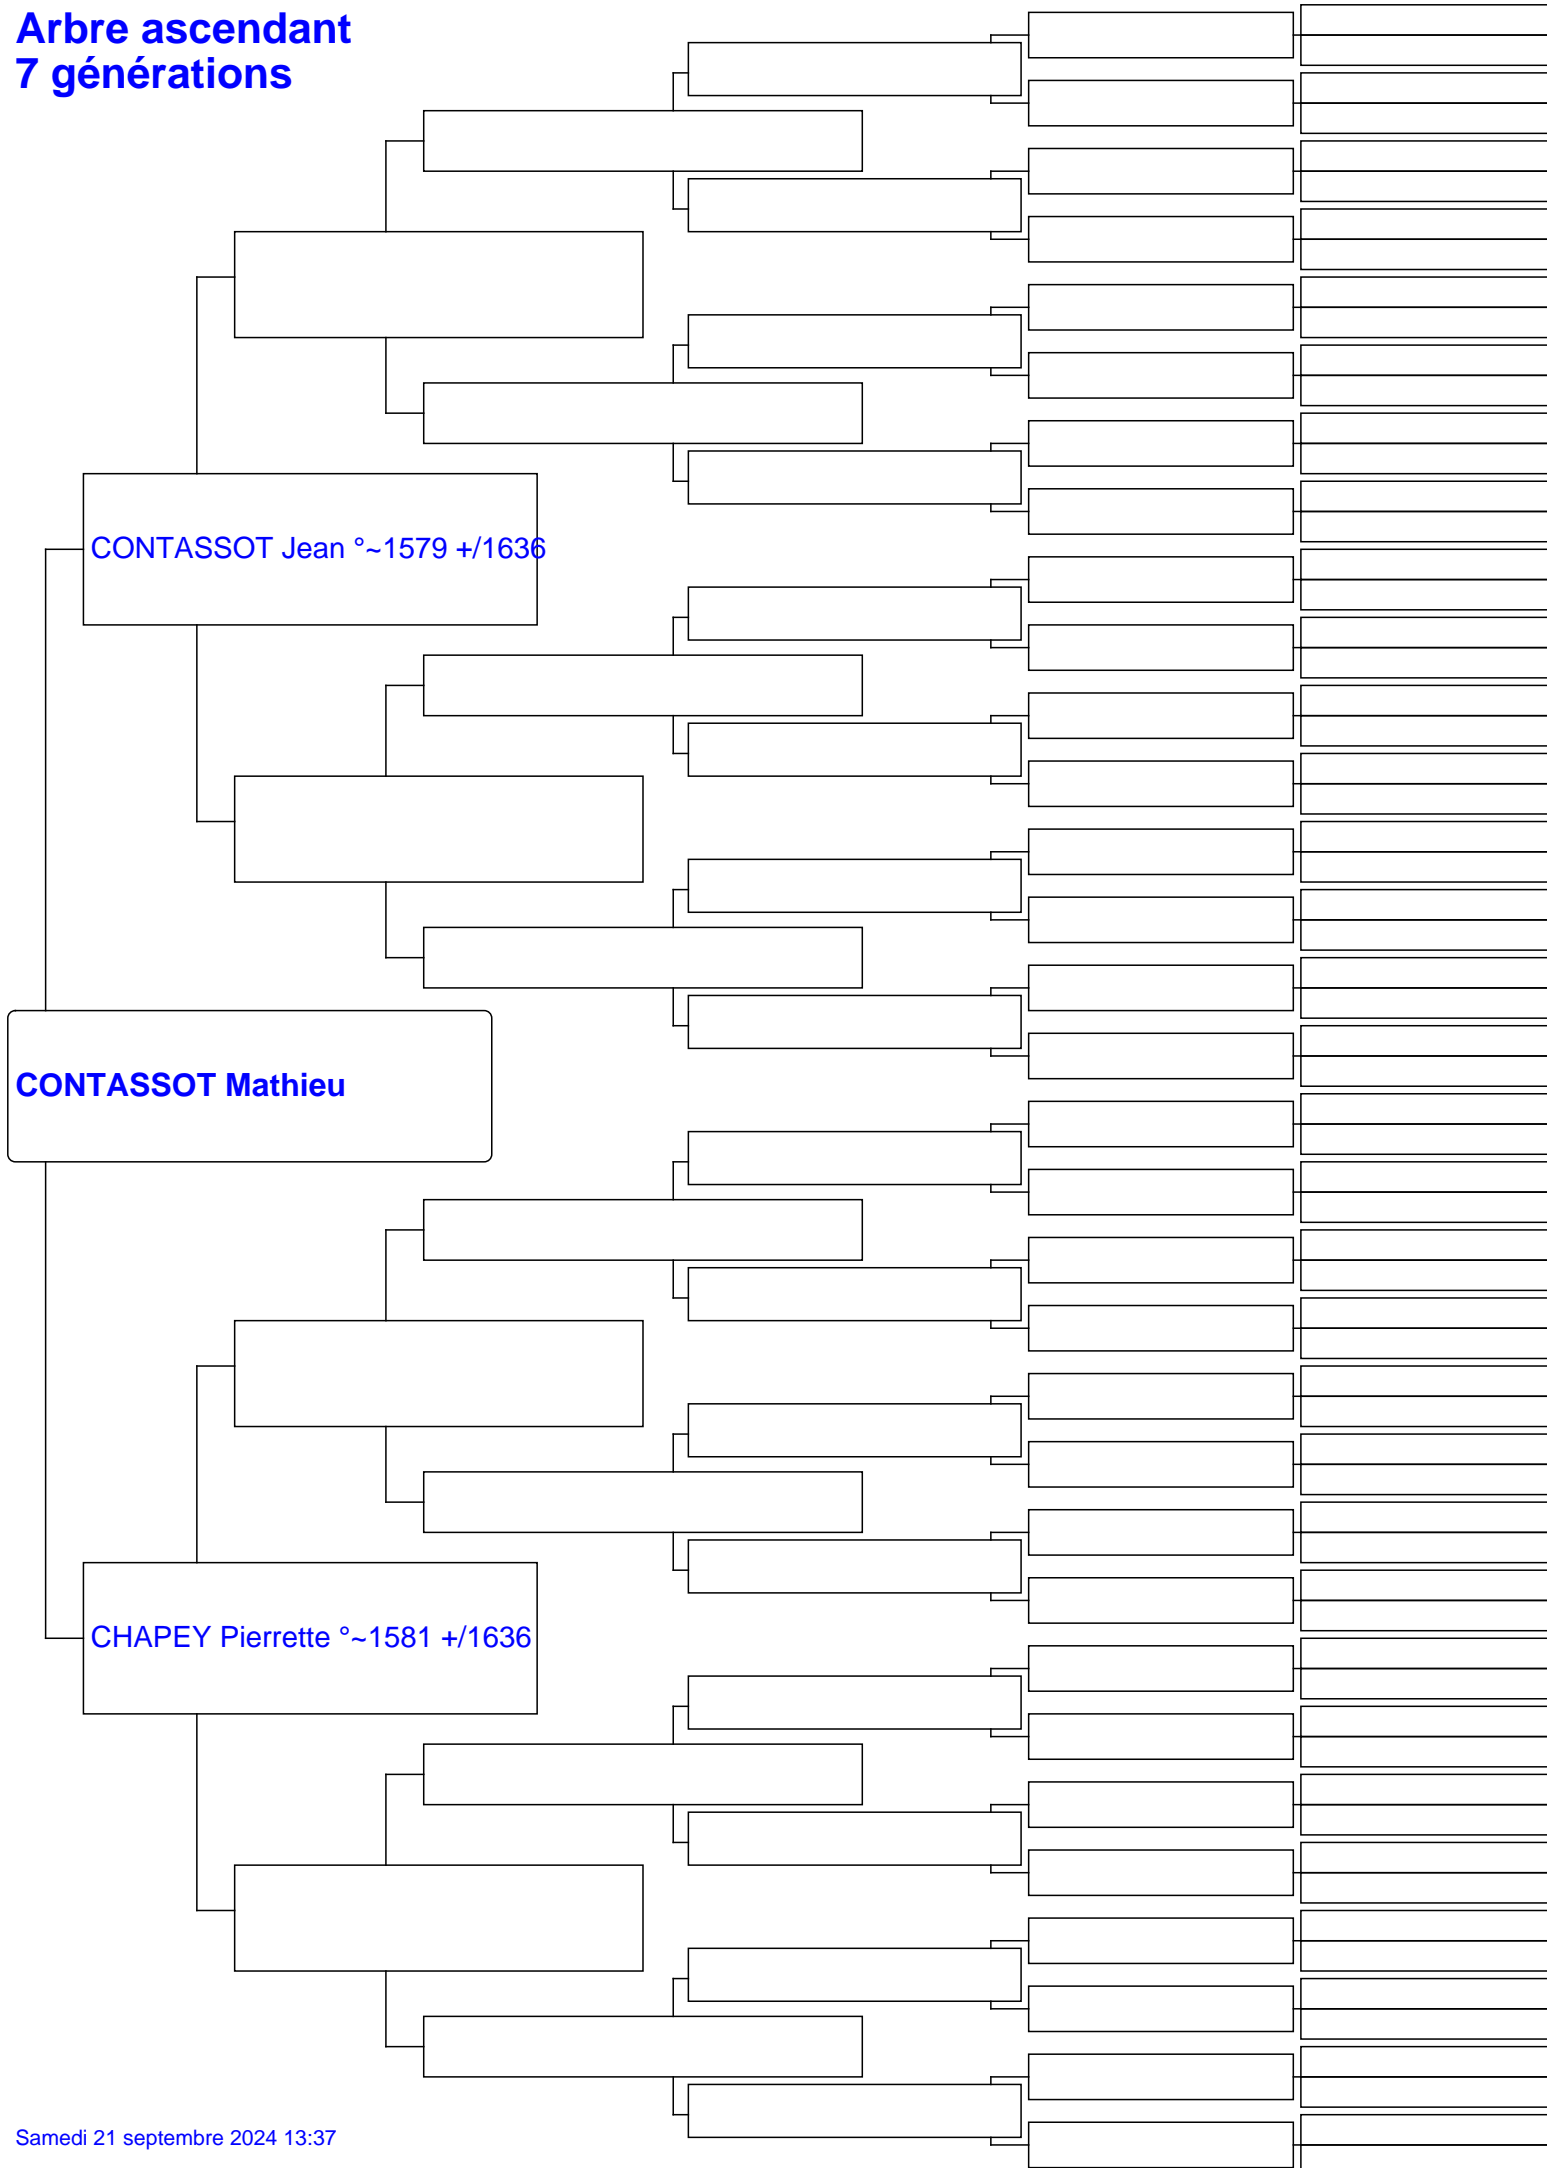 Arbre ascendant
7 générations
CONTASSOT Jean °~1579 +/1636
CONTASSOT Mathieu
CHAPEY Pierrette °~1581 +/1636
Samedi 21 septembre 2024 13:37